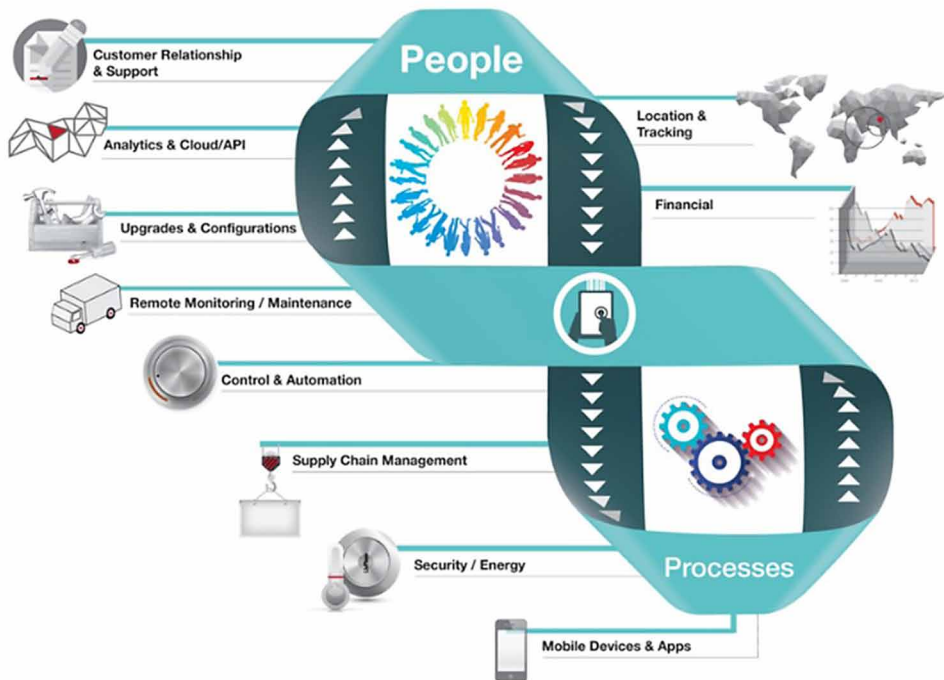 People
Customer Relationship
& Support
Location &
Tracking
Analytics & Cloud/API
Financial
Upgrades & Configurations
Remote Monitoring / Maintenance
Control & Automation
Supply Chain Management
Security / Energy
Processes
Mobile Devices & Apps